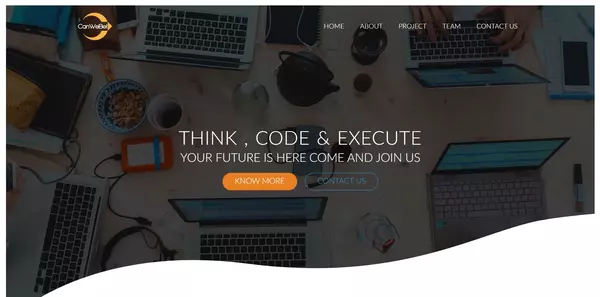 CanWeBe
HOME ABOUT PROJECT TEAM CONTACT US
THINK , CODE & EXECUTE
YOUR FUTURE IS HERE COME AND JOIN US
KNOW MORE CONTACT US